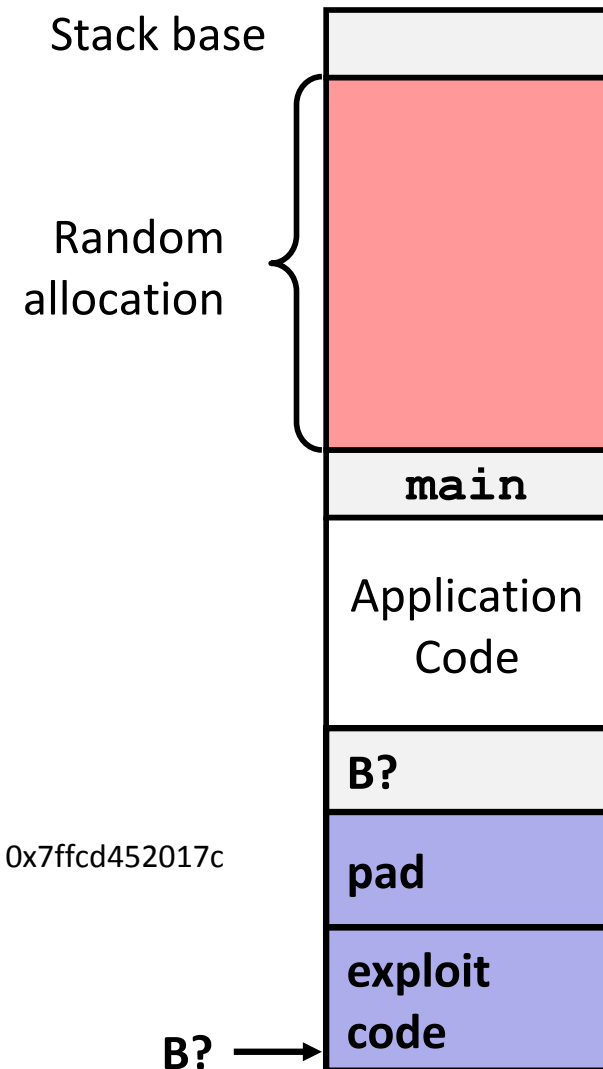 Stack base
Random
allocation
main
Application
Code
B?
0x7ffcd452017c
pad
exploit
code
B?